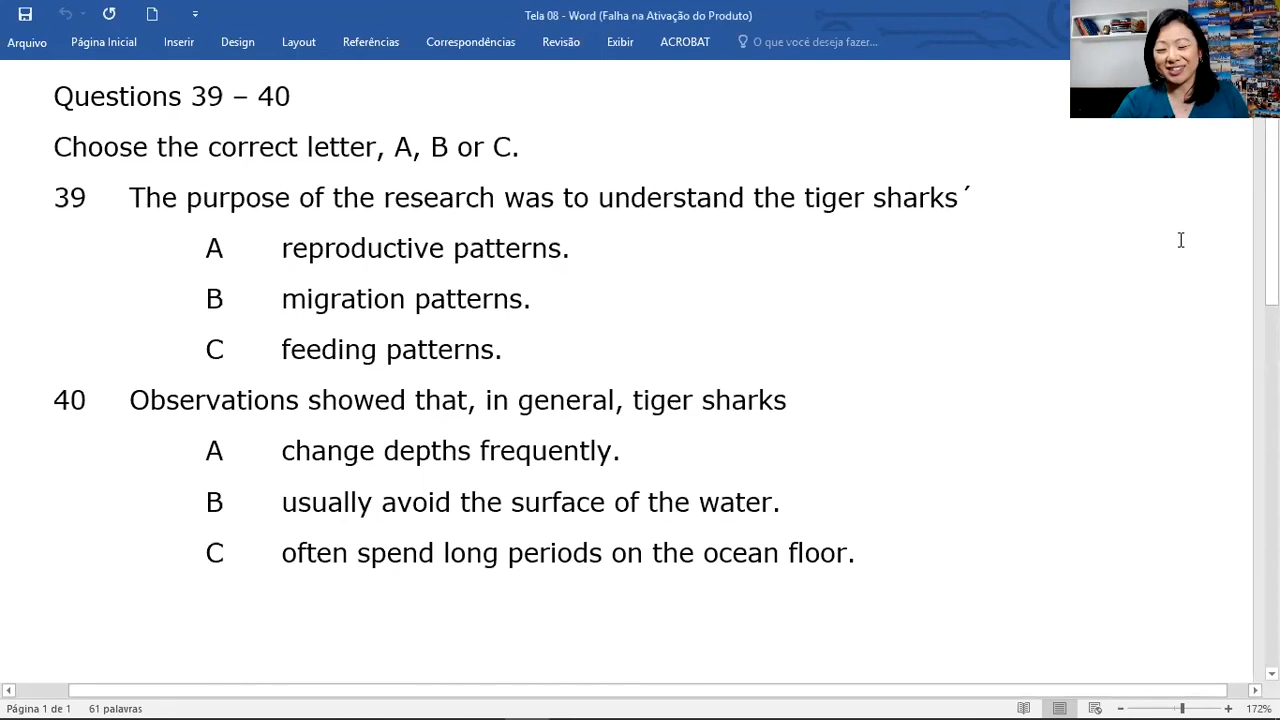 Tela 08 - Word (Falha na Ativação do Produto)
Arquivo Página Inicial Inserir Design Layout Referências Correspondências Revisão Exibir ACROBAT O que você deseja fazer...
Questions 39 – 40
Choose the correct letter, A, B or C.
39 The purpose of the research was to understand the tiger sharks´
A reproductive patterns.
B migration patterns.
C feeding patterns.
40 Observations showed that, in general, tiger sharks
A change depths frequently.
B usually avoid the surface of the water.
C often spend long periods on the ocean floor.
Página 1 de 1 61 palavras 172%